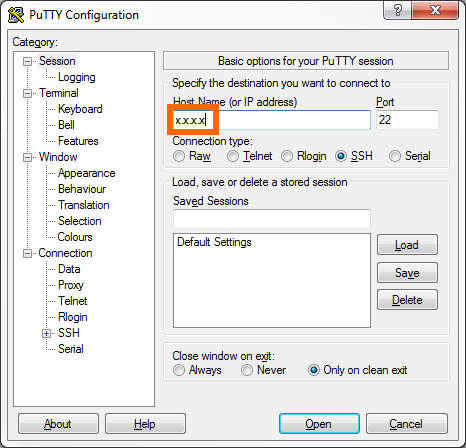 PuTTY Configuration
Category:
Session
Logging
Terminal
Keyboard
Bell
Features
Window
Appearance
Behaviour
Translation
Selection
Colours
Connection
Data
Proxy
Telnet
Rlogin
SSH
Serial
Basic options for your PuTTY session
Specify the destination you want to connect to
Host Name (or IP address) Port
x.x.x.x 22
Connection type:
Raw Telnet Rlogin SSH Serial
Load, save or delete a stored session
Saved Sessions
Default Settings
Load
Save
Delete
Close window on exit:
Always Never Only on clean exit
About Help Open Cancel